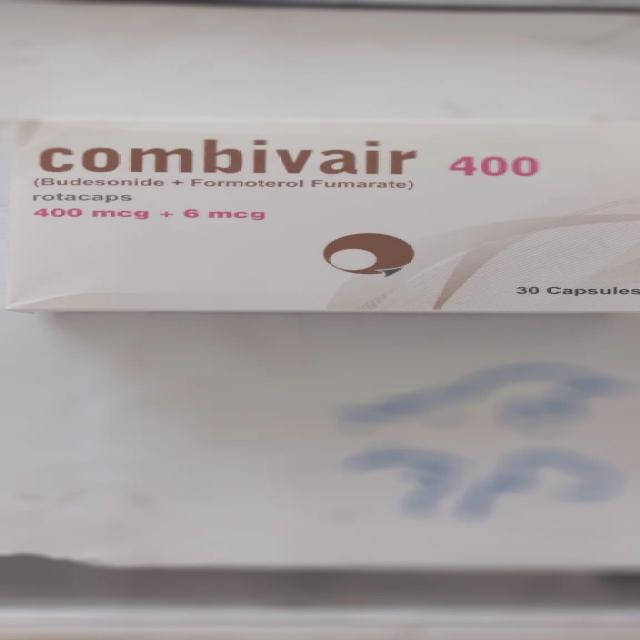 combivair 400
(Budesonide + Formoterol Fumarate)
rotacaps
400 mcg + 6 mcg
30 Capsules